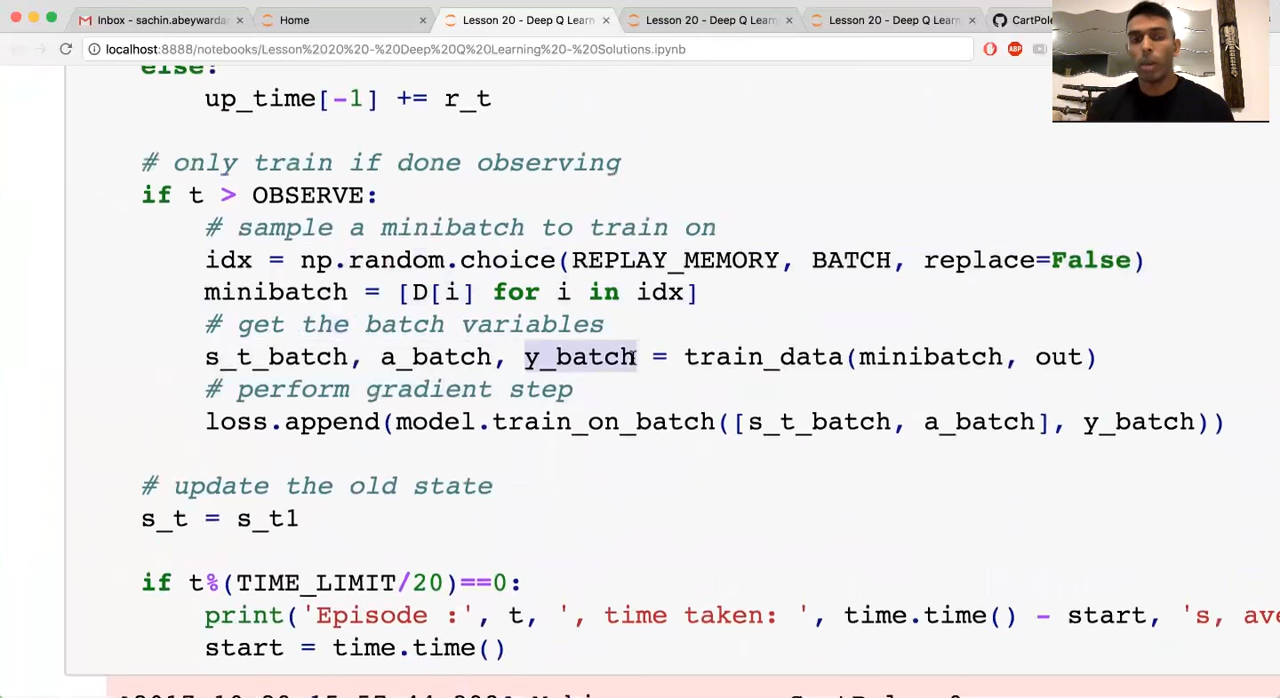 Inbox - sachin.abeywardan × Home × Lesson 20 - Deep Q Learn × Lesson 20 - Deep Q Learn × Lesson 20 - Deep Q Learn × CartPole
localhost:8888/notebooks/Lesson%2020%20-%20Deep%20Q%20Learning%20-%20Solutions.ipynb ABP
else:
up_time[-1] += r_t
# only train if done observing
if t > OBSERVE:
# sample a minibatch to train on
idx = np.random.choice(REPLAY_MEMORY, BATCH, replace=False)
minibatch = [D[i] for i in idx]
# get the batch variables
s_t_batch, a_batch, y_batch = train_data(minibatch, out)
# perform gradient step
loss.append(model.train_on_batch([s_t_batch, a_batch], y_batch))
# update the old state
s_t = s_t1
if t%(TIME_LIMIT/20)==0:
print('Episode :', t, ', time taken: ', time.time() - start, 's, ave
start = time.time()